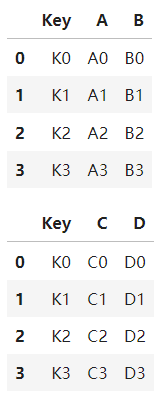 Key A B
0 K0 A0 B0
1 K1 A1 B1
2 K2 A2 B2
3 K3 A3 B3
Key C D
0 K0 C0 D0
1 K1 C1 D1
2 K2 C2 D2
3 K3 C3 D3